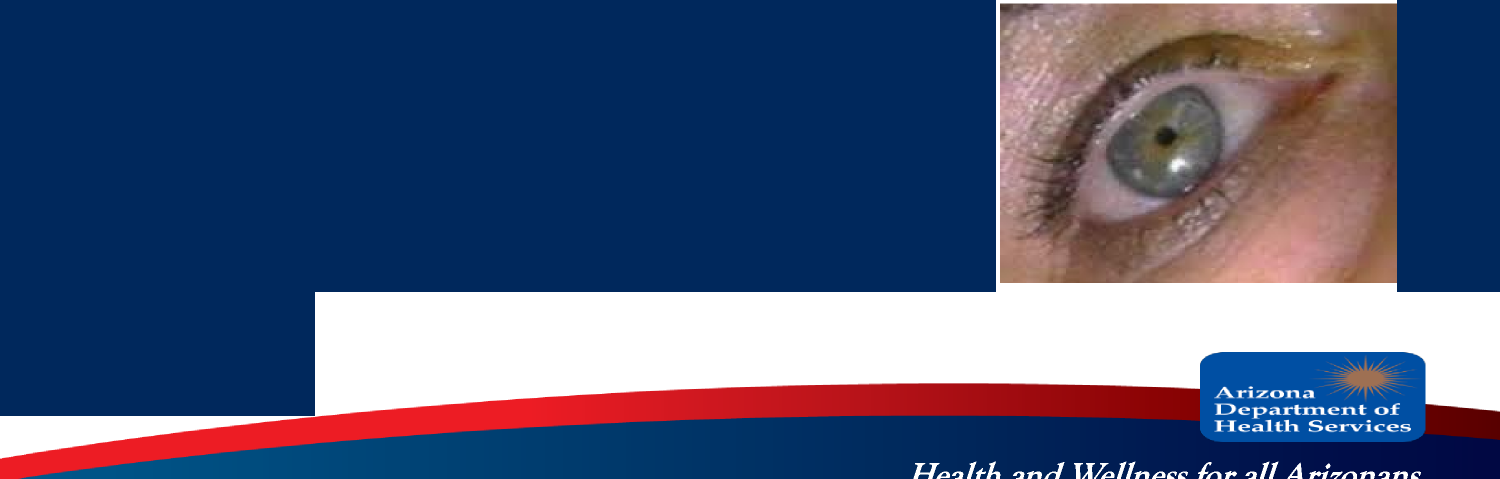 Arizona
Department of
Health Services
Health and Wellness for all Arizonans